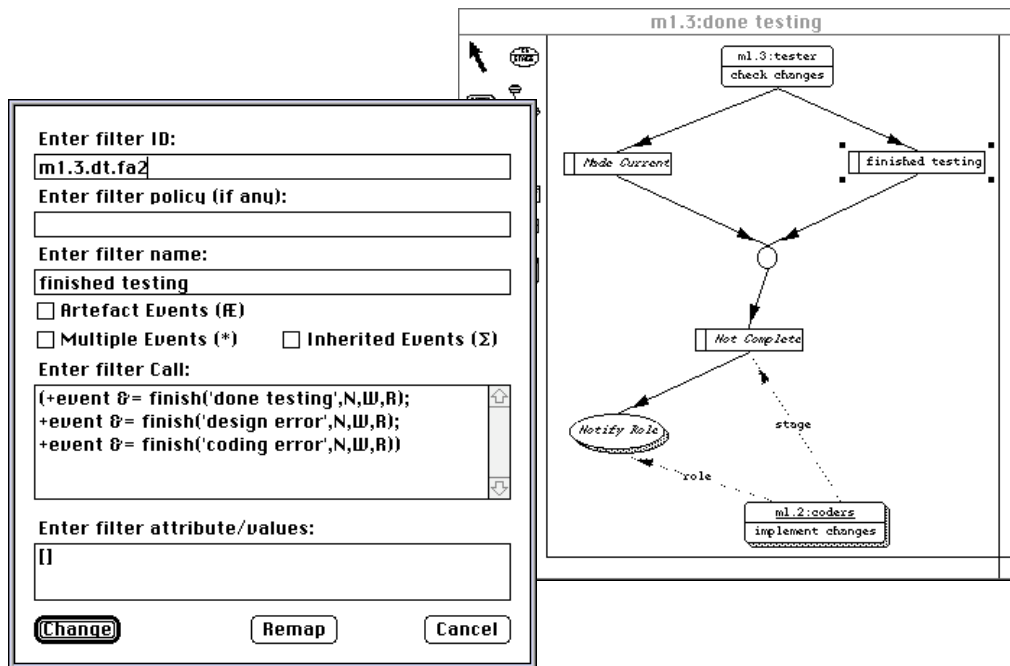 m1.3:done testing
m1.3:tester
check changes
Made Current
finished testing
Not Complete
Notify Role
stage
role
m1.2:coders
implement changes
Enter filter ID:
m1.3.dt.fa2
Enter filter policy (if any):
Enter filter name:
finished testing
Artefact Events (Æ)
Multiple Events (*)
Inherited Events (Σ)
Enter filter Call:
(+event &= finish('done testing',N,W,R);
+event &= finish('design error',N,W,R);
+event &= finish('coding error',N,W,R))
Enter filter attribute/values:
[]
Change
Remap
Cancel